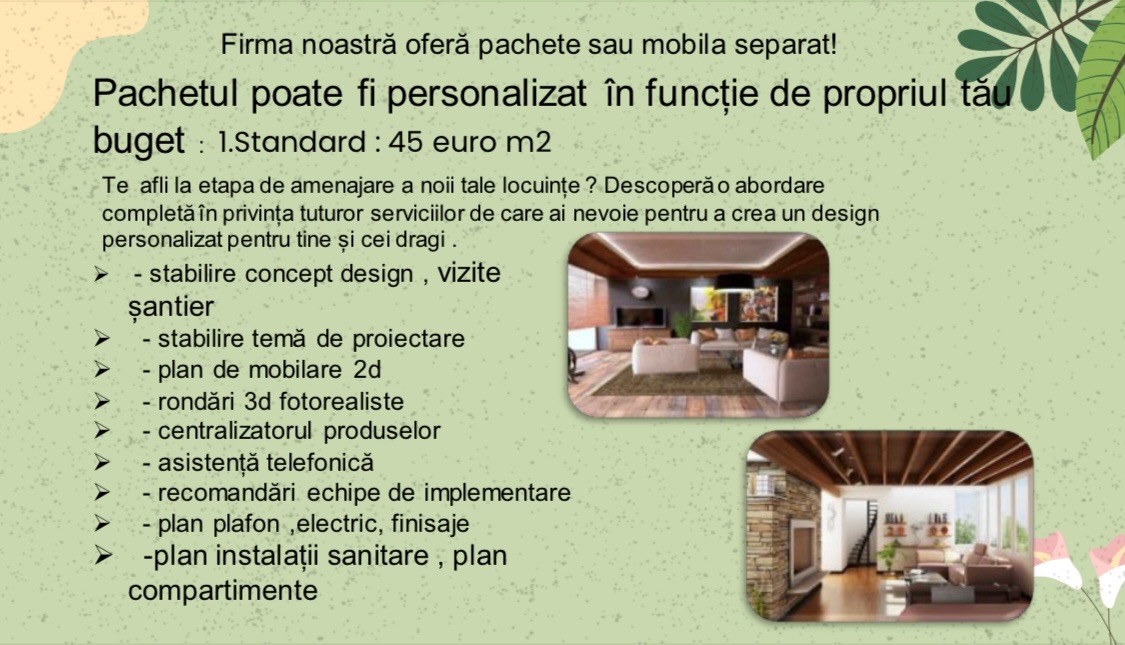 Firma noastră oferă pachete sau mobila separat!
Pachetul poate fi personalizat în funcție de propriul tău
buget : 1.Standard : 45 euro m2
Te afli la etapa de amenajare a noii tale locuințe ? Descoperă o abordare
completă în privința tuturor serviciilor de care ai nevoie pentru a crea un design
personalizat pentru tine și cei dragi .
➢ - stabilire concept design , vizite
șantier
➢ - stabilire temă de proiectare
➢ - plan de mobilare 2d
➢ - rondări 3d fotorealiste
➢ - centralizatorul produselor
➢ - asistență telefonică
➢ - recomandări echipe de implementare
➢ - plan plafon ,electric, finisaje
➢ -plan instalații sanitare , plan
compartimente